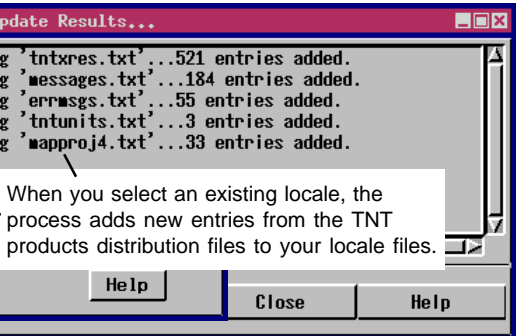 pdate Results...
g 'tntxres.txt'...521 entries added.
g 'messages.txt'...184 entries added.
g 'errmsgs.txt'...55 entries added.
g 'tntunits.txt'...3 entries added.
g 'mapproj4.txt'...33 entries added.
When you select an existing locale, the
process adds new entries from the TNT
products distribution files to your locale files.
Help
Close Help